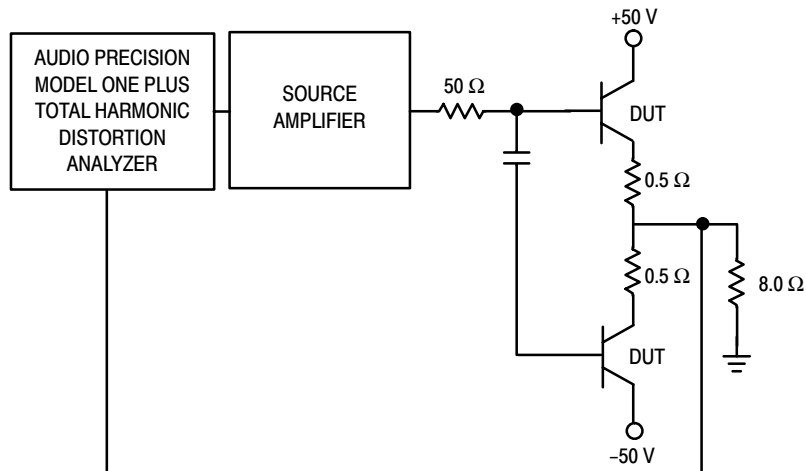 +50 V
AUDIO PRECISION
MODEL ONE PLUS
TOTAL HARMONIC
DISTORTION
ANALYZER
SOURCE
AMPLIFIER
50 Ω
DUT
0.5 Ω
0.5 Ω
8.0 Ω
DUT
–50 V